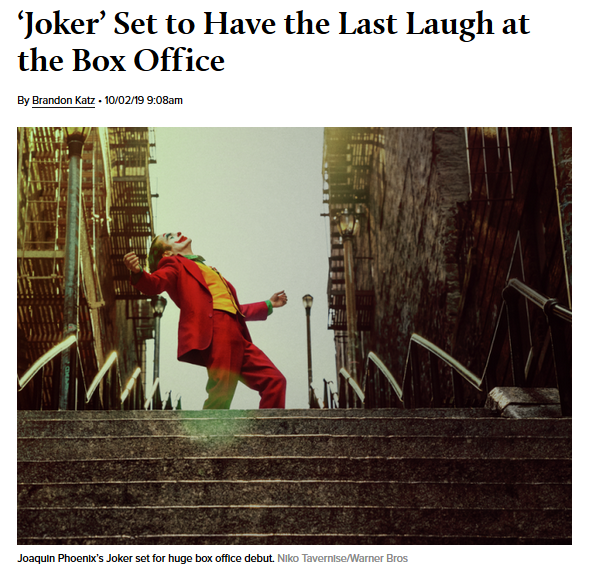 ‘Joker’ Set to Have the Last Laugh at
the Box Office
By Brandon Katz • 10/02/19 9:08am
Joaquin Phoenix's Joker set for huge box office debut. Niko Tavernise/Warner Bros